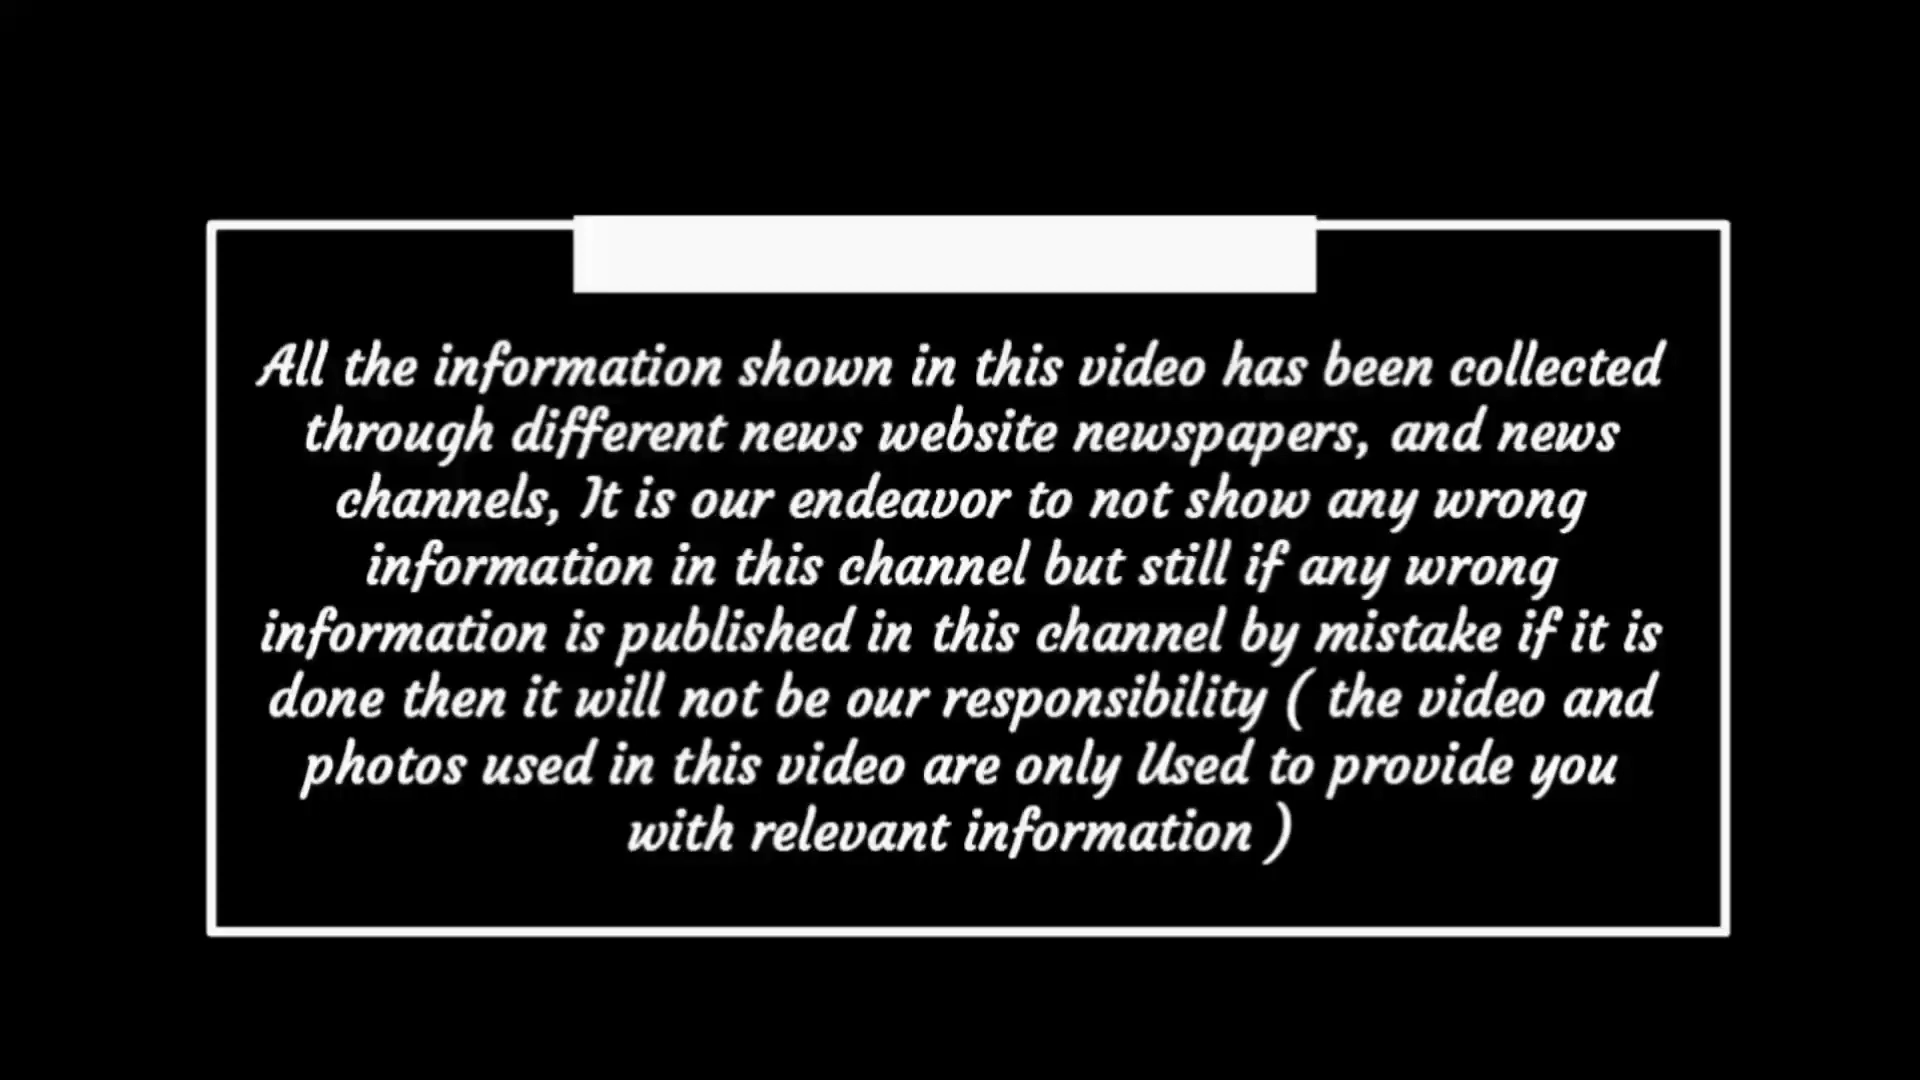 All the information shown in this video has been collected
through different news website newspapers, and news
channels, It is our endeavor to not show any wrong
information in this channel but still if any wrong
information is published in this channel by mistake if it is
done then it will not be our responsibility ( the video and
photos used in this video are only Used to provide you
with relevant information )